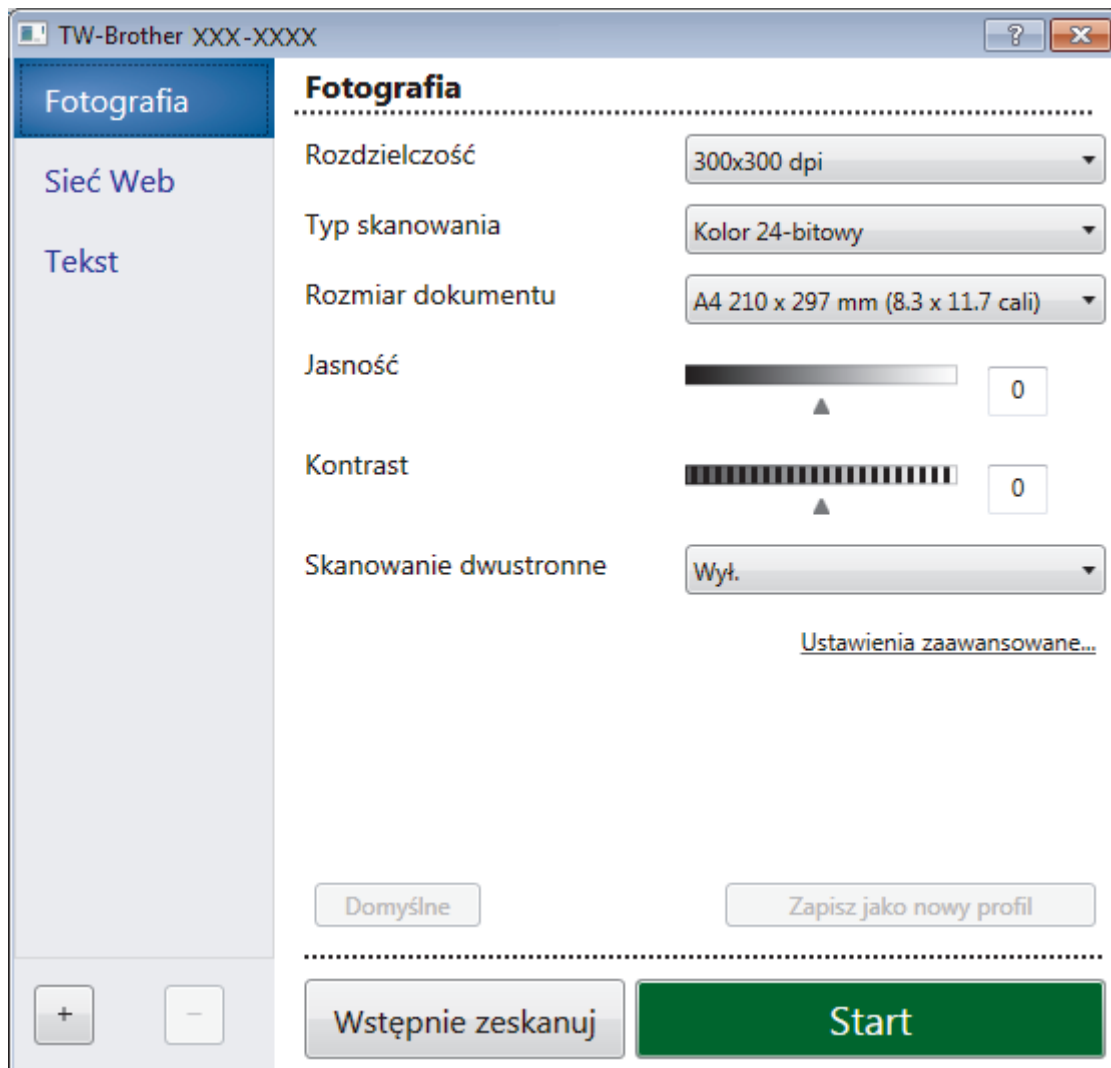 TW-Brother XXX-XXXX
?
Fotografia
Sieć Web
Tekst
Fotografia
Rozdzielczość
300x300 dpi
Typ skanowania
Kolor 24-bitowy
Rozmiar dokumentu
A4 210 x 297 mm (8.3 x 11.7 cali)
Jasność
0
Kontrast
0
Skanowanie dwustronne
Wył.
Ustawienia zaawansowane...
Domyślne
Zapisz jako nowy profil
+
−
Wstępnie zeskanuj
Start